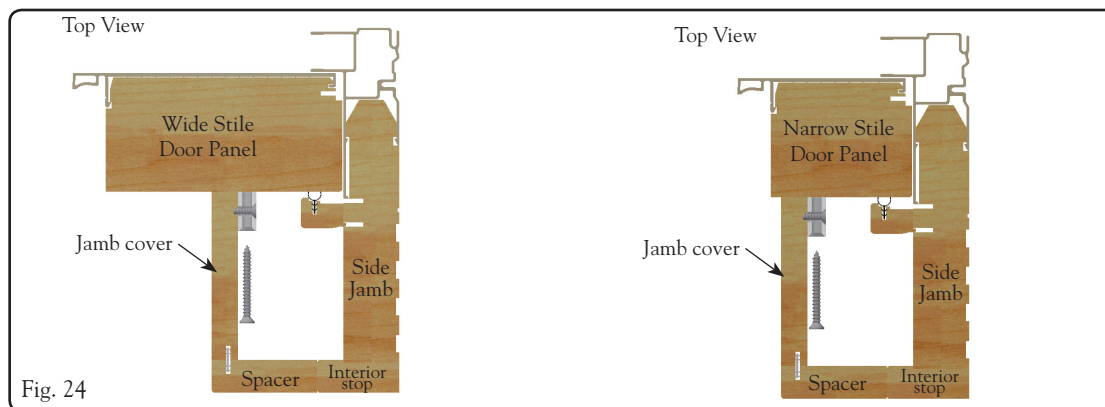 Top View
Wide Stile
Door Panel
Jamb cover
Side
Jamb
Spacer
Interior
stop
Fig. 24
Top View
Narrow Stile
Door Panel
Jamb cover
Side
Jamb
Spacer
Interior
stop